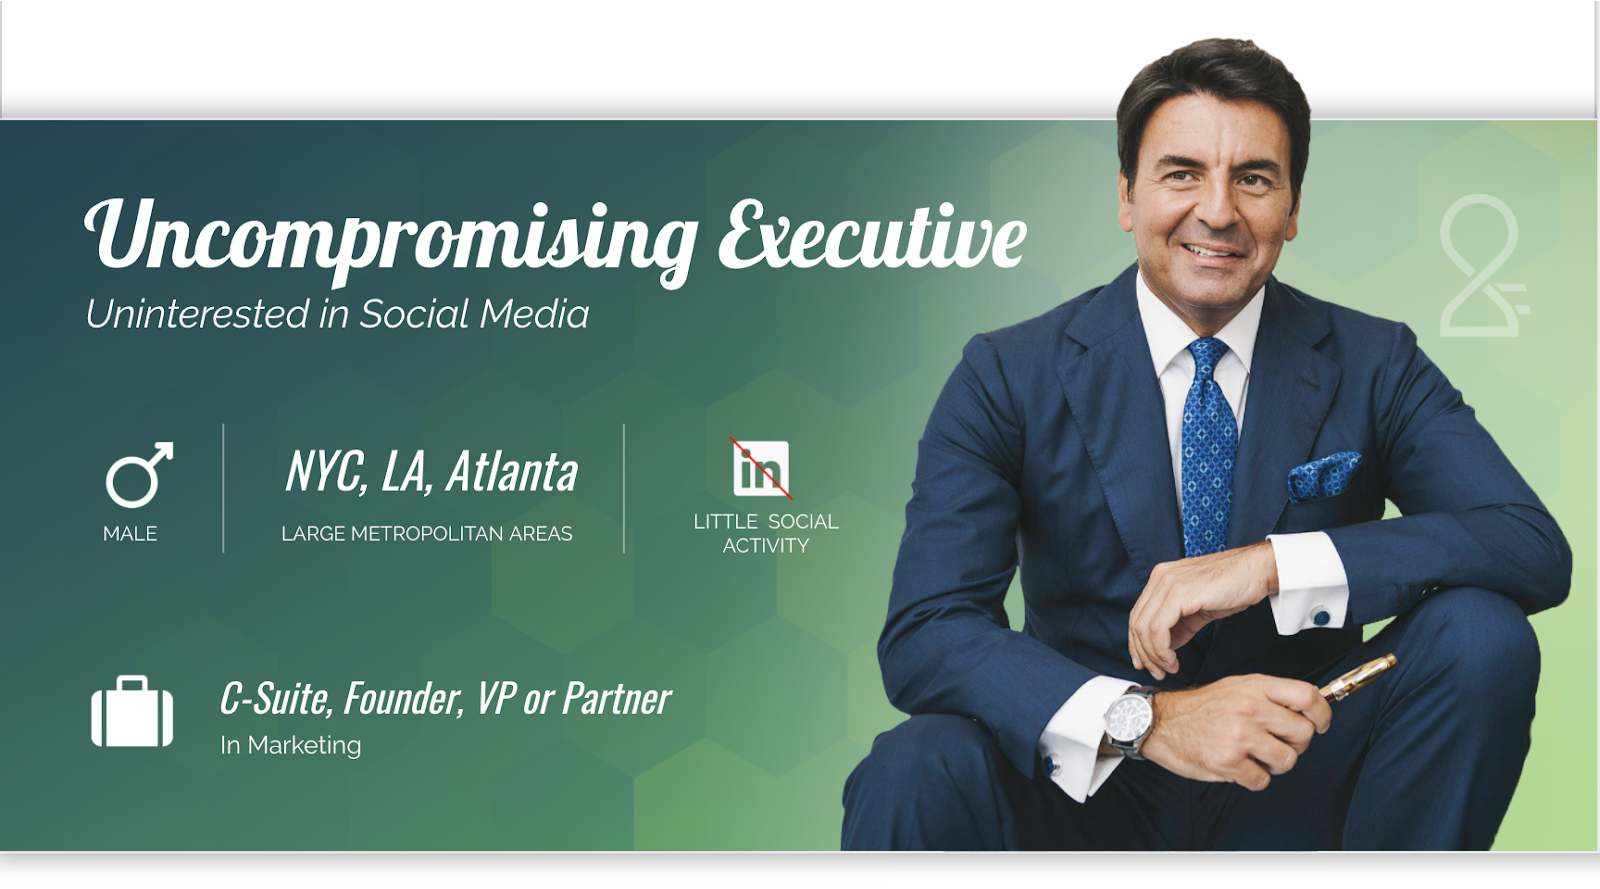 Uncompromising Executive
Uninterested in Social Media
MALE
NYC, LA, Atlanta
LARGE METROPOLITAN AREAS
in
LITTLE SOCIAL
ACTIVITY
C-Suite, Founder, VP or Partner
In Marketing